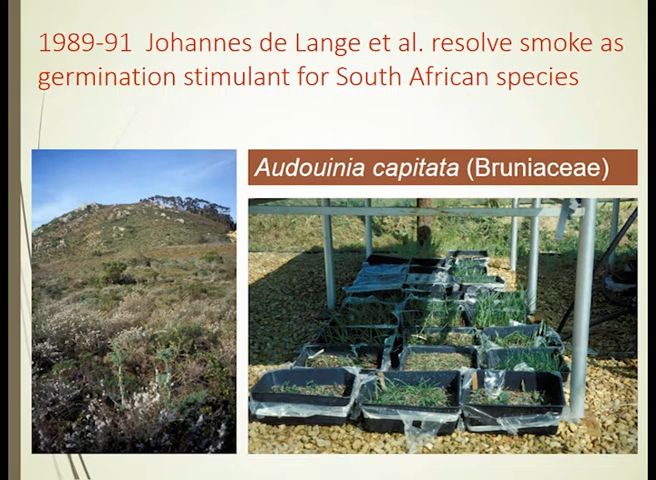 1989-91 Johannes de Lange et al. resolve smoke as
germination stimulant for South African species
Audouinia capitata (Bruniaceae)